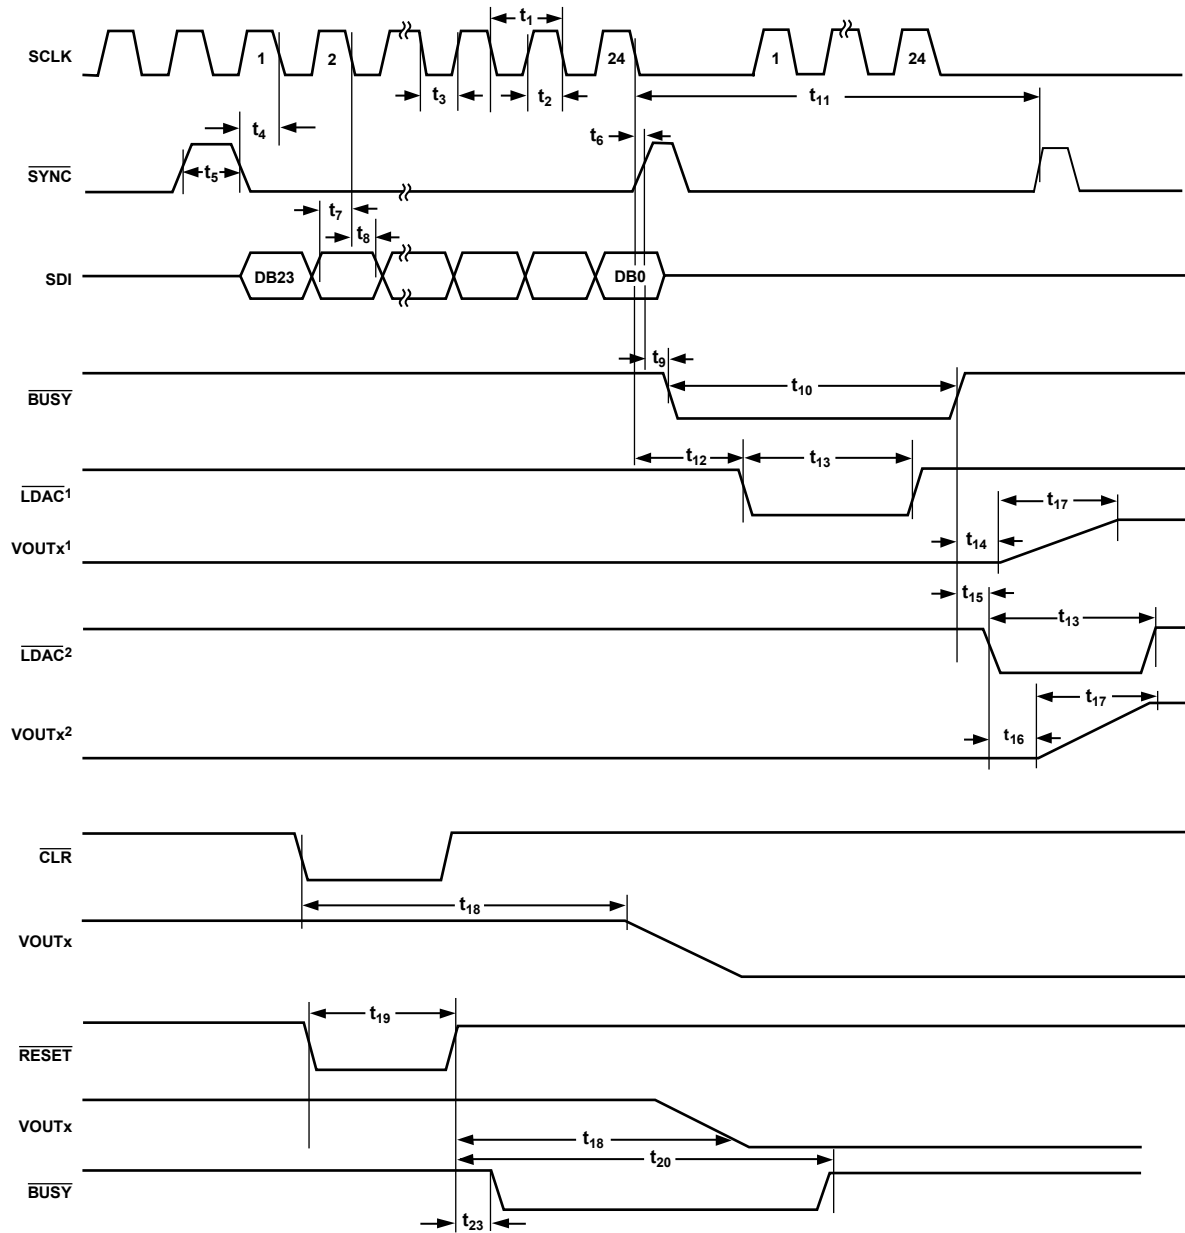 t1
SCLK 1 2 24 1 24
t3 t2 t11
t4 t6
SYNC t5
t7 t8
SDI DB23 DB0
t9
BUSY t10
t12 t13
LDAC1
t17
VOUTx1 t14
t15 t13
LDAC2
t17
VOUTx2 t16
CLR
t18
VOUTx
t19
RESET
VOUTx
t18
t20
BUSY
t23